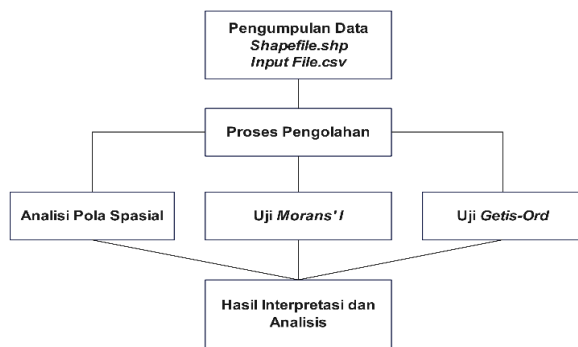 Pengumpulan Data
Shapefile.shp
Input File.csv
Proses Pengolahan
Analisi Pola Spasial
Uji Morans' I
Uji Getis-Ord
Hasil Interpretasi dan
Analisis